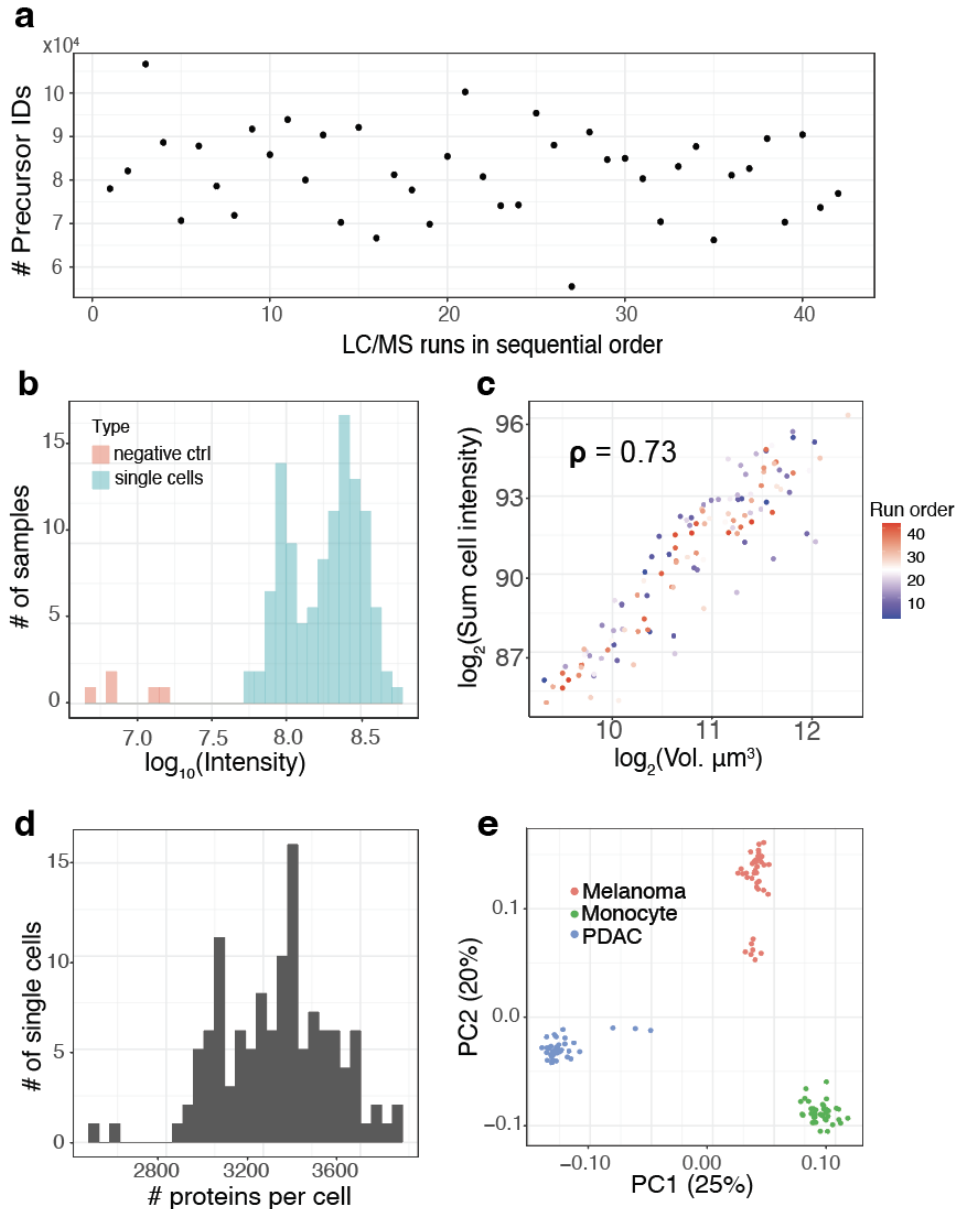 a
x10⁴
10
9
8
7
6
# Precursor IDs
0 10 20 30 40
LC/MS runs in sequential order
b
Type
negative ctrl
single cells
15
10
5
0
# of samples
7.0 7.5 8.0 8.5
log₁₀(Intensity)
c
ρ = 0.73
96
93
90
87
log₂(Sum cell intensity)
10 11 12
log₂(Vol. µm³)
Run order
40
30
20
10
d
15
10
5
0
# of single cells
2800 3200 3600
# proteins per cell
e
Melanoma
Monocyte
PDAC
0.1
0.0
−0.1
PC2 (20%)
−0.10 0.00 0.10
PC1 (25%)